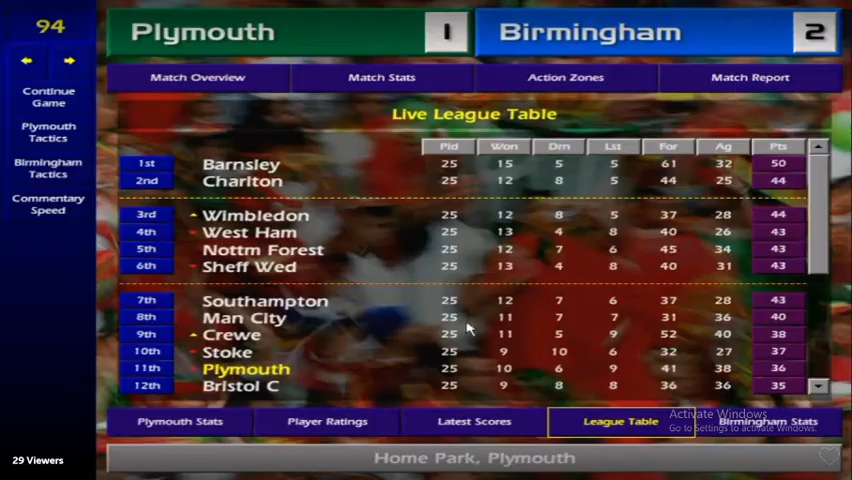 94
Plymouth 1 Birmingham 2
Match Overview Match Stats Action Zones Match Report
Continue
Game
Plymouth
Tactics
Birmingham
Tactics
Commentary
Speed
Live League Table
Pld Won Drn Lst For Ag Pts
1st Barnsley 25 15 5 5 61 32 50
2nd Charlton 25 12 8 5 44 25 44
3rd Wimbledon 25 12 8 5 37 28 44
4th West Ham 25 13 4 8 40 26 43
5th Nottm Forest 25 12 7 6 45 34 43
6th Sheff Wed 25 13 4 8 40 31 43
7th Southampton 25 12 7 6 37 28 43
8th Man City 25 11 7 7 31 36 40
9th Crewe 25 11 5 9 52 40 38
10th Stoke 25 9 10 6 32 27 37
11th Plymouth 25 10 6 9 41 38 36
12th Bristol C 25 9 8 8 36 36 35
Plymouth Stats Player Ratings Latest Scores League Table Birmingham Stats
Activate Windows
Go to Settings to activate Windows.
Home Park, Plymouth
29 Viewers